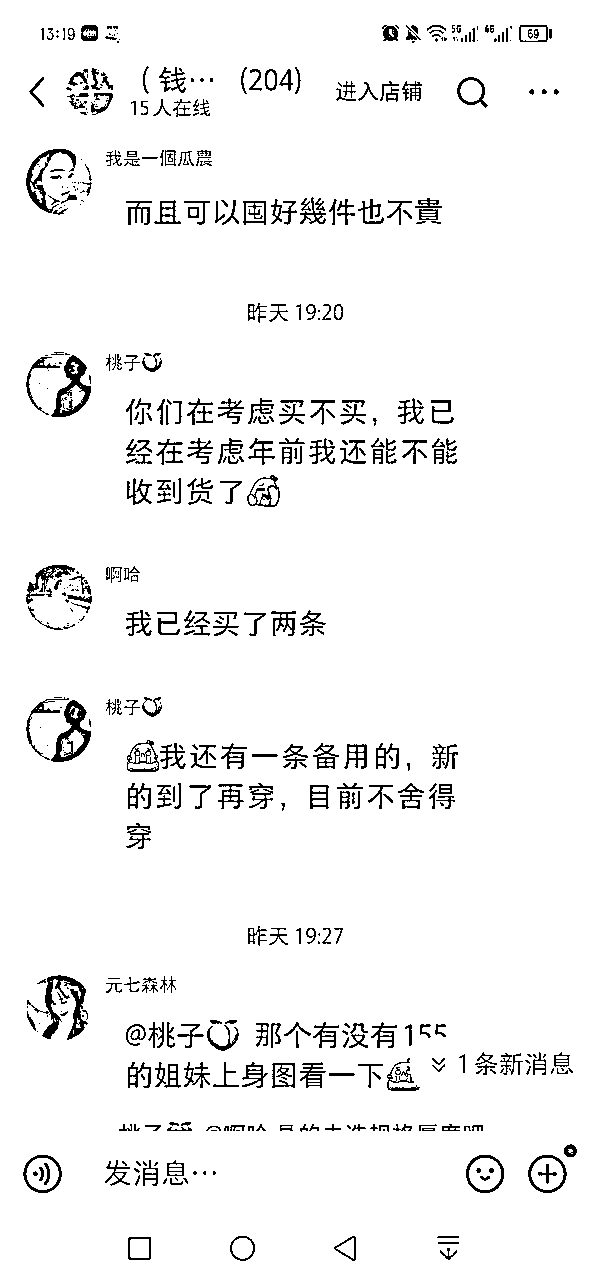 13:19
5G
4G
69
（钱… （204）
15人在线
进入店铺
我是一個瓜農
而且可以囤好幾件也不貴
昨天 19:20
桃子
你们在考虑买不买，我已
经在考虑年前我还能不能
收到货了
啊哈
我已经买了两条
桃子
我还有一条备用的，新
的到了再穿，目前不舍得
穿
昨天 19:27
元七森林
@桃子 那个有没有155
的姐妹上身图看一下
1条新消息
发消息…